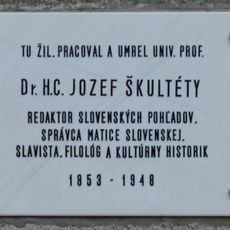 TU ŽIL, PRACOVAL A UMREL UNIV. PROF.
Dr. H.C. JOZEF ŠKULTÉTY
REDAKTOR SLOVENSKÝCH POHĽADOV,
SPRÁVCA MATICE SLOVENSKEJ,
SLAVISTA, FILOLÓG A KULTÚRNY HISTORIK
1853 - 1948